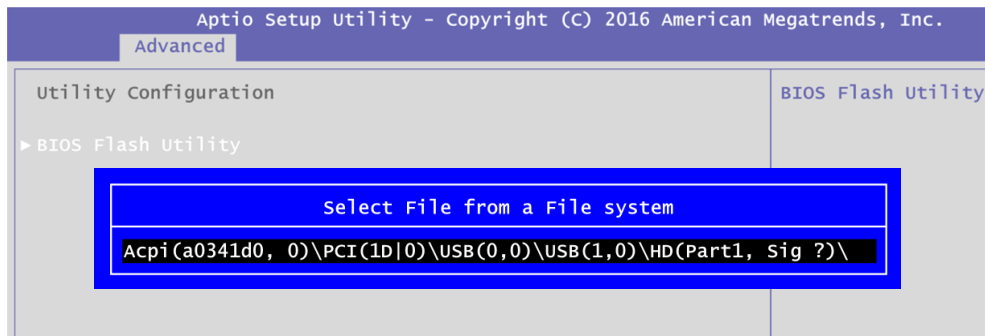 Aptio Setup Utility - Copyright (C) 2016 American Megatrends, Inc.
Advanced
Utility Configuration
BIOS Flash Utility
►BIOS Flash Utility
Select File from a File system
Acpi(a0341d0, 0)\PCI(1D|0)\USB(0,0)\USB(1,0)\HD(Part1, Sig ?)\